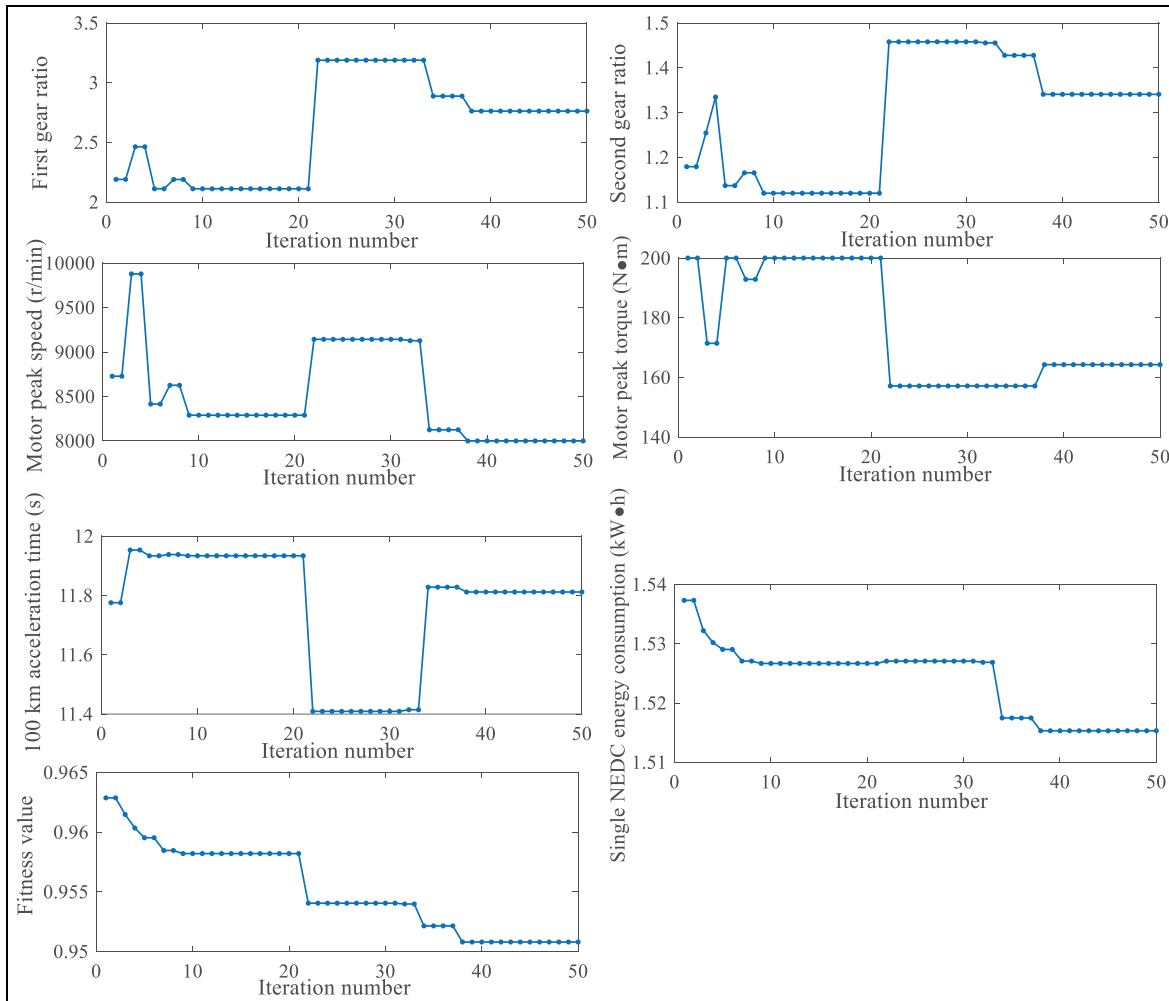 First gear ratio
3.5
3
2.5
2
0 10 20 30 40 50
Iteration number
Second gear ratio
1.5
1.4
1.3
1.2
1.1
0 10 20 30 40 50
Iteration number
Motor peak speed (r/min)
10000
9500
9000
8500
8000
0 10 20 30 40 50
Iteration number
Motor peak torque (N●m)
200
180
160
140
0 10 20 30 40 50
Iteration number
100 km acceleration time (s)
12
11.8
11.6
11.4
0 10 20 30 40 50
Iteration number
Single NEDC energy consumption (kW●h)
1.54
1.53
1.52
1.51
0 10 20 30 40 50
Iteration number
Fitness value
0.965
0.96
0.955
0.95
0 10 20 30 40 50
Iteration number